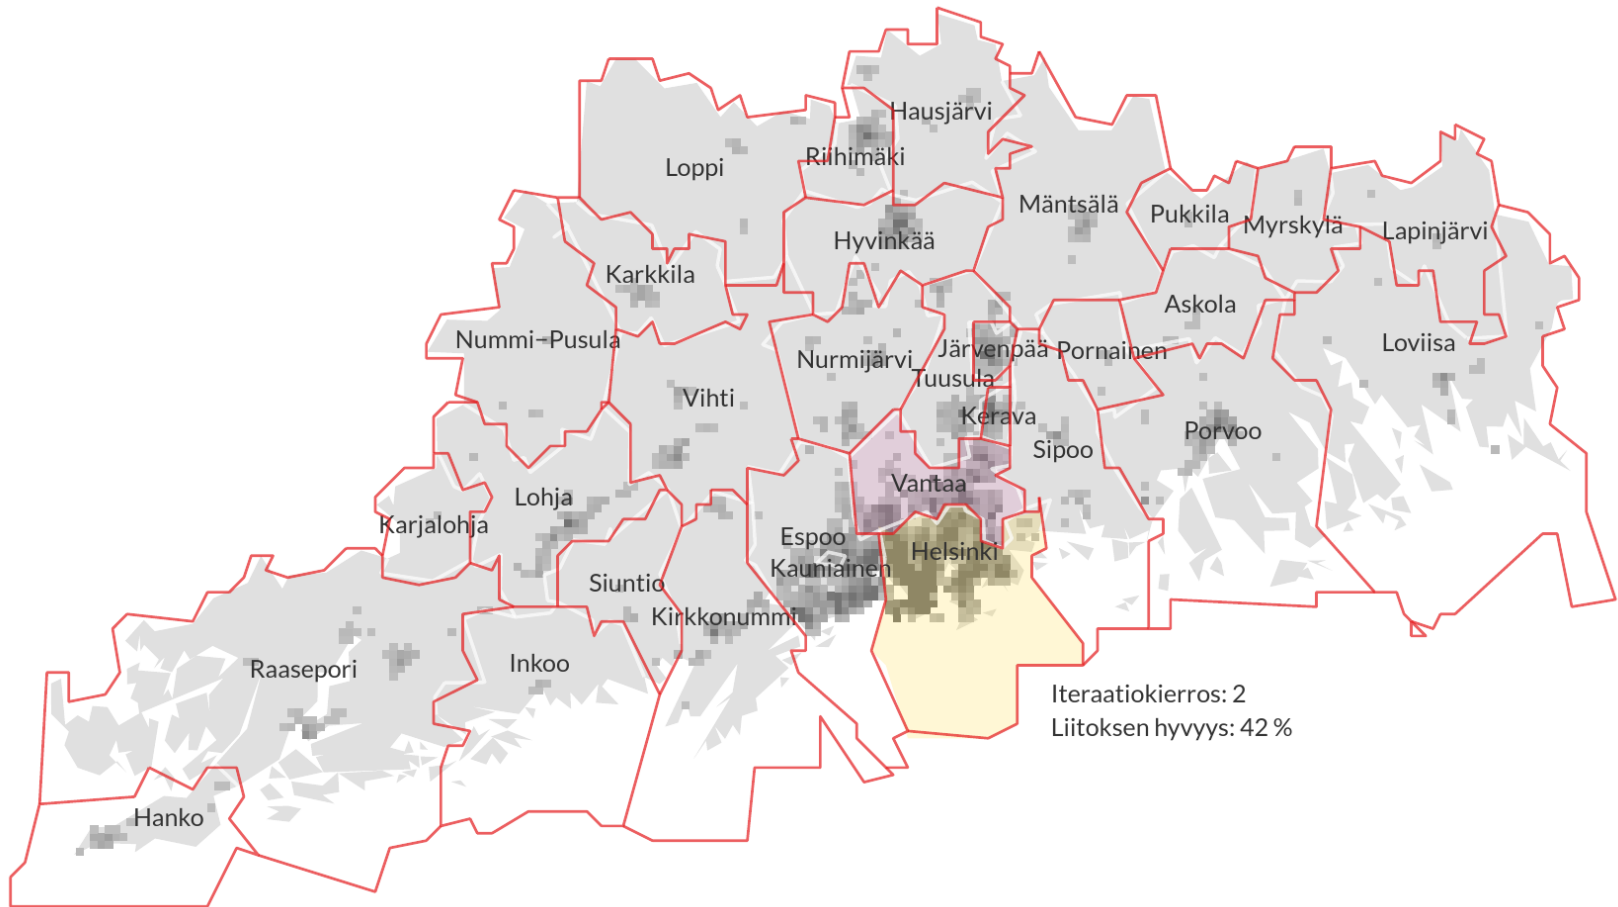 Hausjärvi
Riihimäki
Loppi
Mäntsälä
Pukkila
Myrskylä
Lapinjärvi
Hyvinkää
Karkkila
Askola
Nummi-Pusula
Loviisa
Järvenpää
Pornainen
Nurmijärvi
Tuusula
Vihti
Kerava
Porvoo
Sipoo
Vantaa
Lohja
Karjalohja
Espoo
Helsinki
Kauniainen
Siuntio
Kirkkonummi
Inkoo
Raasepori
Iteraatiokierros: 2
Liitoksen hyvyys: 42 %
Hanko